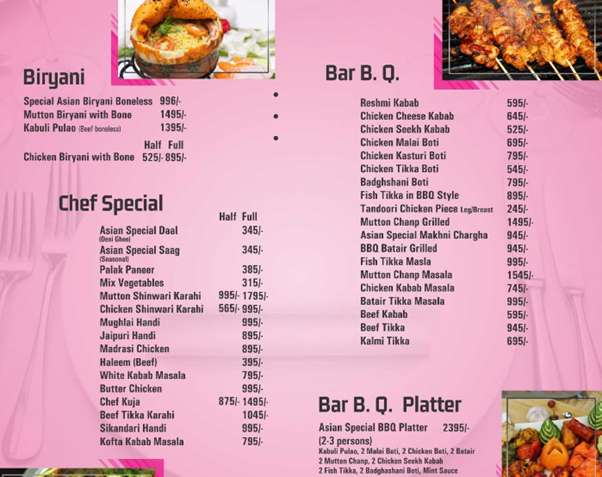 Biryani
Special Asian Biryani Boneless 996/-
Mutton Biryani with Bone 1495/-
Kabuli Pulao (Beef boneless) 1395/-
Half Full
Chicken Biryani with Bone 525/- 895/-
Chef Special
Half Full
Asian Special Daal 345/-
(Desi Ghee)
Asian Special Saag 345/-
(Seasonal)
Palak Paneer 385/-
Mix Vegetables 315/-
Mutton Shinwari Karahi 995/- 1795/-
Chicken Shinwari Karahi 565/- 995/-
Mughlai Handi 995/-
Jaipuri Handi 895/-
Madrasi Chicken 895/-
Haleem (Beef) 395/-
White Kabab Masala 795/-
Butter Chicken 995/-
Chef Kuja 875/- 1495/-
Beef Tikka Karahi 1045/-
Sikandari Handi 995/-
Kofta Kabab Masala 795/-
Bar B. Q.
Reshmi Kabab 595/-
Chicken Cheese Kabab 645/-
Chicken Seekh Kabab 525/-
Chicken Malai Boti 695/-
Chicken Kasturi Boti 795/-
Chicken Tikka Boti 545/-
Badghshani Boti 795/-
Fish Tikka in BBQ Style 895/-
Tandoori Chicken Piece Leg/Breast 245/-
Mutton Chanp Grilled 1495/-
Asian Special Makhni Chargha 945/-
BBQ Batair Grilled 945/-
Fish Tikka Masla 995/-
Mutton Chanp Masala 1545/-
Chicken Kabab Masala 745/-
Batair Tikka Masala 995/-
Beef Kabab 595/-
Beef Tikka 945/-
Kalmi Tikka 695/-
Bar B. Q. Platter
Asian Special BBQ Platter 2395/-
(2-3 persons)
Kabuli Pulao, 2 Malai Boti, 2 Chicken Boti, 2 Batair
2 Mutton Chanp, 2 Chicken Seekh Kabab
2 Fish Tikka, 2 Badghashani Boti, Mint Sauce